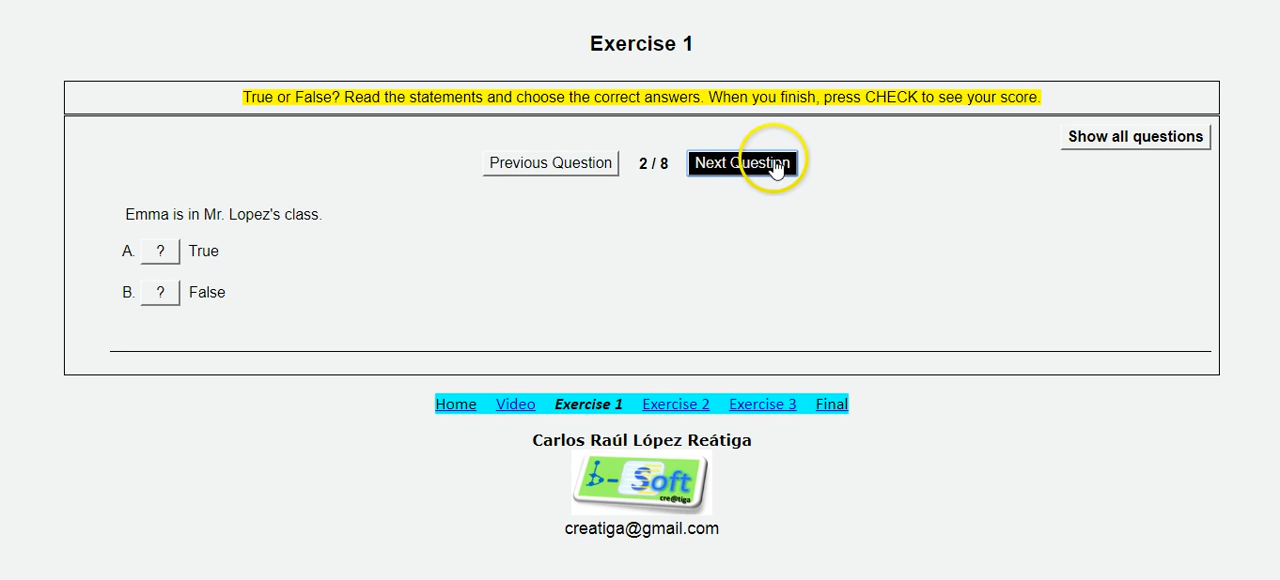 Exercise 1
True or False? Read the statements and choose the correct answers. When you finish, press CHECK to see your score.
Show all questions
Previous Question 2 / 8 Next Question
Emma is in Mr. Lopez's class.
A. ? True
B. ? False
Home Video Exercise 1 Exercise 2 Exercise 3 Final
Carlos Raúl López Reátiga
b- Soft
cre@tiga
creatiga@gmail.com